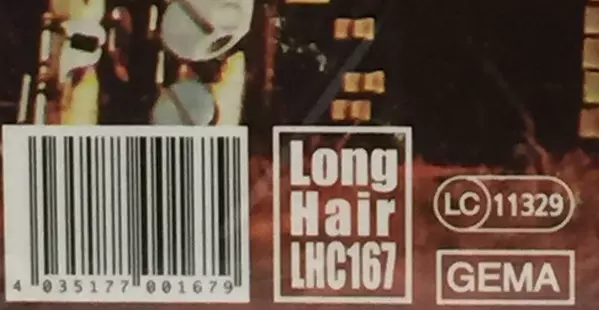 4 035177 001679
Long
Hair
LHC167
LC 11329
GEMA